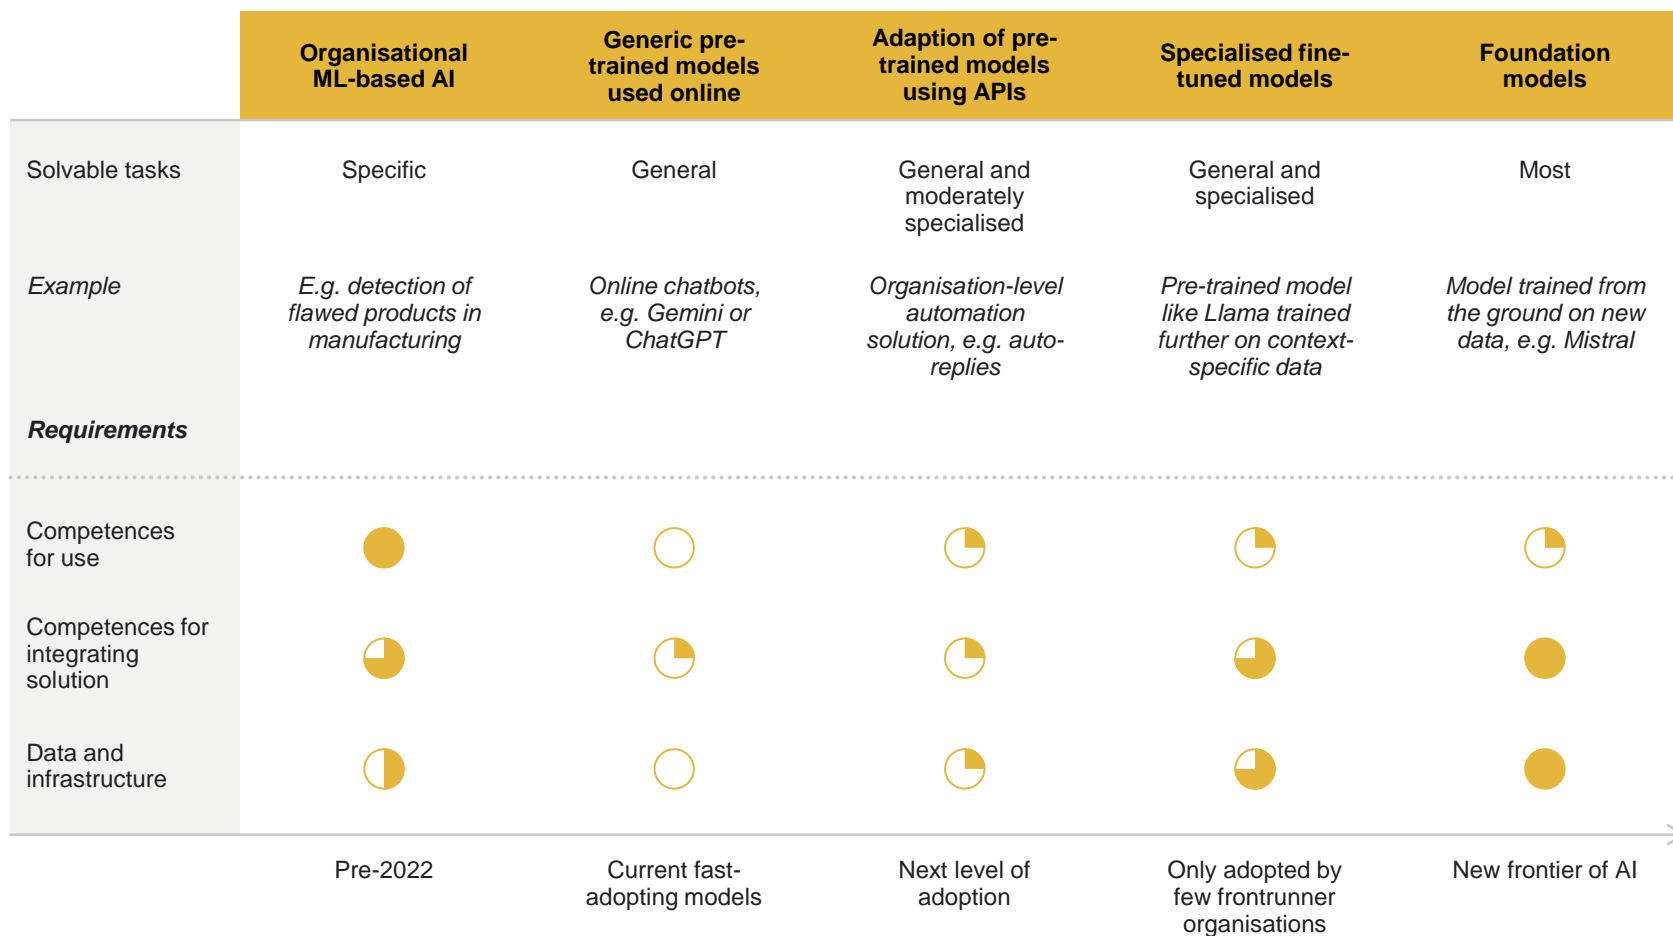 Organisational
ML-based AI
Generic pre-
trained models
used online
Adaption of pre-
trained models
using APIs
Specialised fine-
tuned models
Foundation
models
Solvable tasks
Specific
General
General and
moderately
specialised
General and
specialised
Most
Example
E.g. detection of
flawed products in
manufacturing
Online chatbots,
e.g. Gemini or
ChatGPT
Organisation-level
automation
solution, e.g. auto-
replies
Pre-trained model
like Llama trained
further on context-
specific data
Model trained from
the ground on new
data, e.g. Mistral
Requirements
Competences
for use
Competences for
integrating
solution
Data and
infrastructure
Pre-2022
Current fast-
adopting models
Next level of
adoption
Only adopted by
few frontrunner
organisations
New frontier of AI